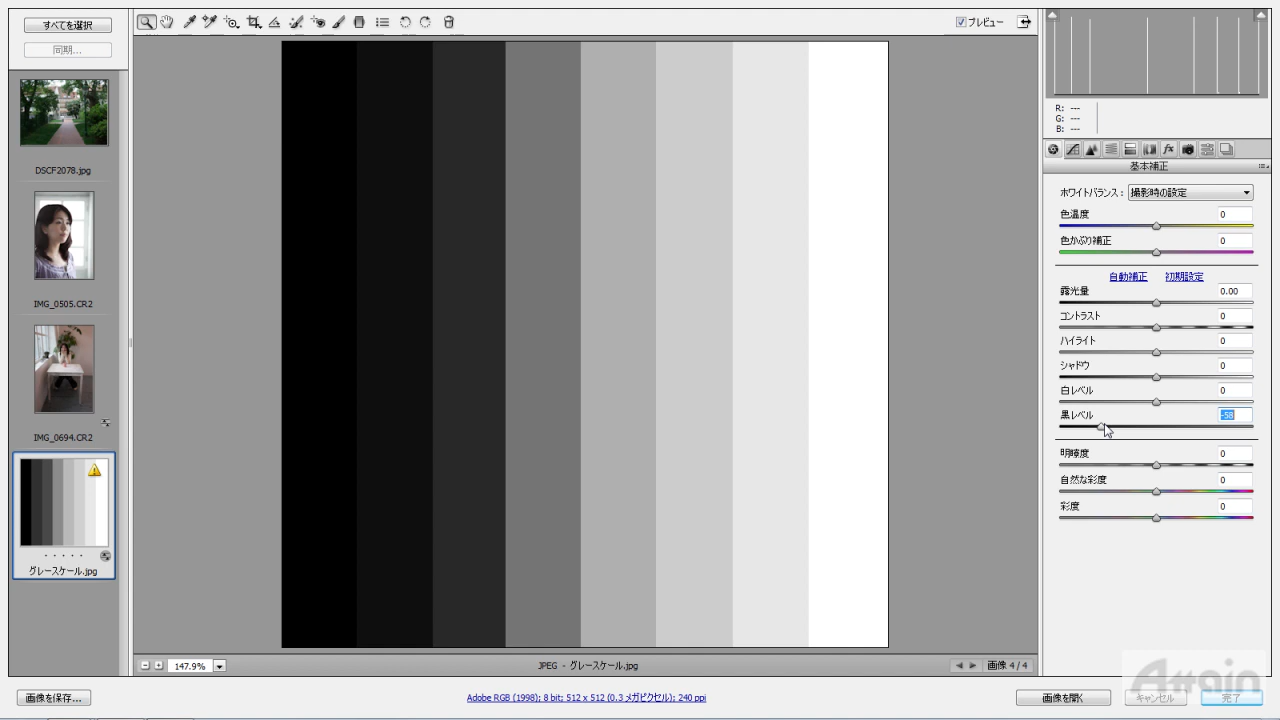 すべてを選択
同期...
プレビュー
DSCF2078.jpg
IMG_0505.CR2
IMG_0694.CR2
グレースケール.jpg
R: ---
G: ---
B: ---
基本補正
ホワイトバランス: 撮影時の設定
色温度 0
色かぶり補正 0
自動補正 初期設定
露光量 0.00
コントラスト 0
ハイライト 0
シャドウ 0
白レベル 0
黒レベル -58
明瞭度 0
自然な彩度 0
彩度 0
147.9%
JPEG - グレースケール.jpg
画像 4/4
画像を保存...
Adobe RGB (1998); 8 bit; 512 x 512 (0.3 メガピクセル); 240 ppi
画像を開く
キャンセル
完了
Attain